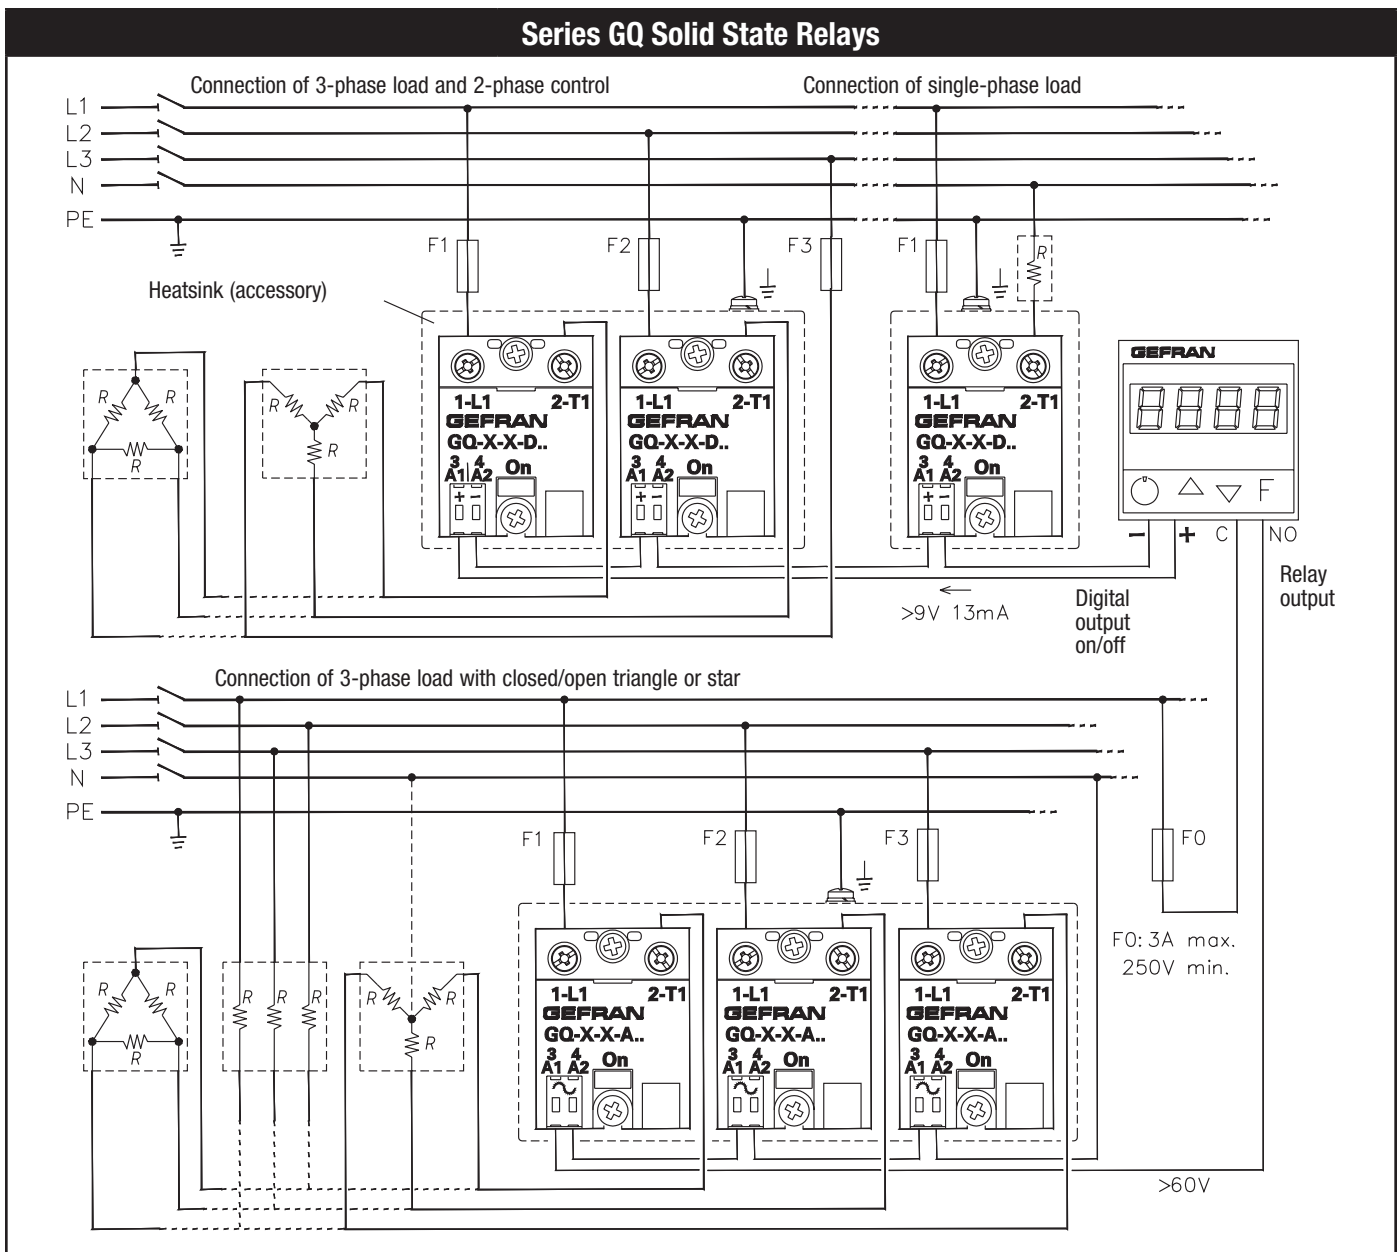 Series GQ Solid State Relays
Connection of 3-phase load and 2-phase control
Connection of single-phase load
L1
L2
L3
N
PE
F1
F2
F3
F1
R
Heatsink (accessory)
R R
R
R R
R
1-L1 2-T1
GEFRAN
GQ-X-X-D..
3 4
A1 A2 On
+ −
1-L1 2-T1
GEFRAN
GQ-X-X-D..
3 4
A1 A2 On
+ −
1-L1 2-T1
GEFRAN
GQ-X-X-D..
3 4
A1 A2 On
+ −
GEFRAN
8888
F
− + C NO
>9V 13mA
Digital
output
on/off
Relay
output
Connection of 3-phase load with closed/open triangle or star
L1
L2
L3
N
PE
F1
F2
F3
F0
F0: 3A max.
250V min.
R R
R
R R R
R R
R
1-L1 2-T1
GEFRAN
GQ-X-X-A..
3 4
A1 A2 On
1-L1 2-T1
GEFRAN
GQ-X-X-A..
3 4
A1 A2 On
1-L1 2-T1
GEFRAN
GQ-X-X-A..
3 4
A1 A2 On
>60V